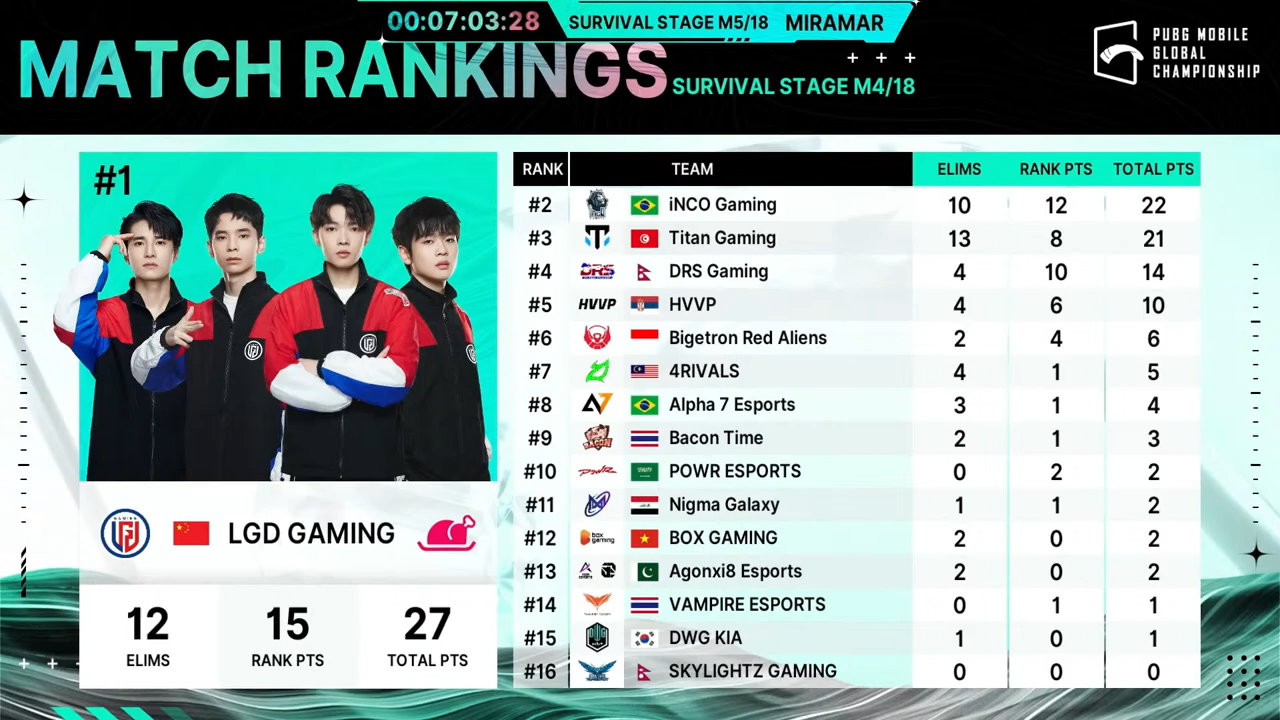 00:07:03:28 SURVIVAL STAGE M5/18 MIRAMAR
MATCH RANKINGS SURVIVAL STAGE M4/18
PUBG MOBILE
GLOBAL
CHAMPIONSHIP
#1
LGD GAMING
12 15 27
ELIMS RANK PTS TOTAL PTS
RANK TEAM ELIMS RANK PTS TOTAL PTS
#2 iNCO Gaming 10 12 22
#3 Titan Gaming 13 8 21
#4 DRS DRS Gaming 4 10 14
#5 HVVP HVVP 4 6 10
#6 Bigetron Red Aliens 2 4 6
#7 4RIVALS 4 1 5
#8 Alpha 7 Esports 3 1 4
#9 BACON Bacon Time 2 1 3
#10 POWR ESPORTS 0 2 2
#11 Nigma Galaxy 1 1 2
#12 box gaming BOX GAMING 2 0 2
#13 Agonxi8 Esports 2 0 2
#14 VAMPIRE ESPORTS 0 1 1
#15 DWG KIA 1 0 1
#16 SKYLIGHTZ GAMING 0 0 0